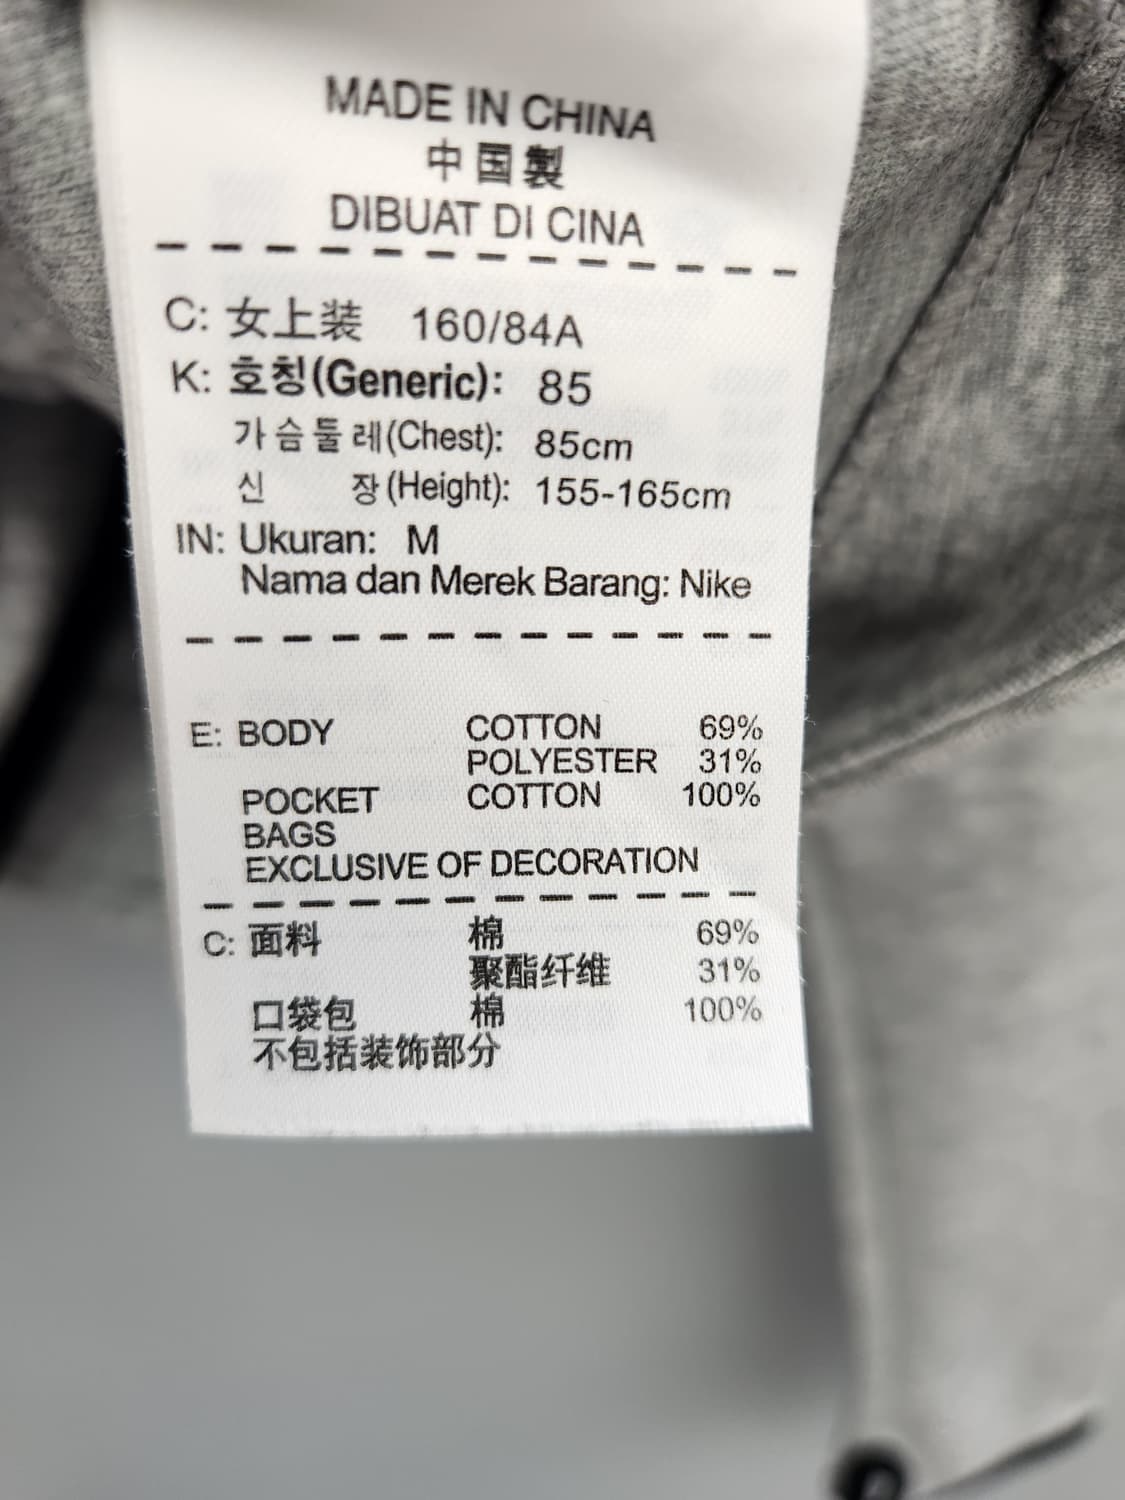 MADE IN CHINA
中国製
DIBUAT DI CINA
C: 女上装 160/84A
K: 호칭(Generic): 85
가슴둘레(Chest): 85cm
신 장(Height): 155-165cm
IN: Ukuran: M
Nama dan Merek Barang: Nike
E: BODY COTTON 69%
POLYESTER 31%
POCKET COTTON 100%
BAGS
EXCLUSIVE OF DECORATION
C: 面料 棉 69%
聚酯纤维 31%
口袋包 棉 100%
不包括装饰部分